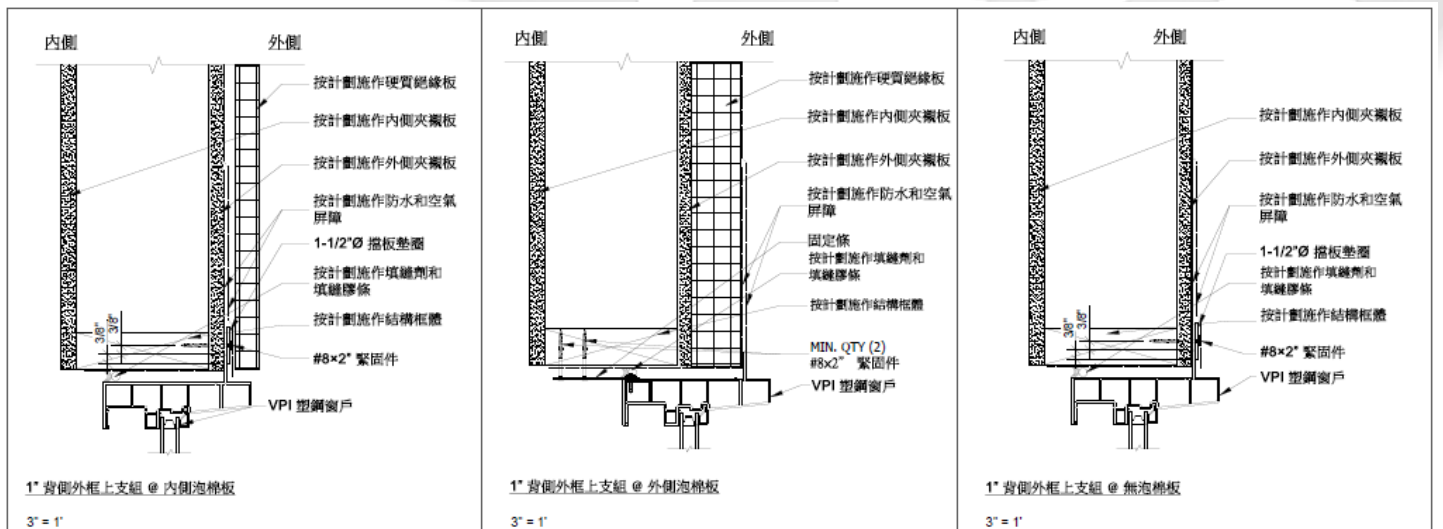 內側
外側
按計劃施作硬質絕緣板
按計劃施作內側夾襯板
按計劃施作外側夾襯板
按計劃施作防水和空氣
屏障
1-1/2"Ø 擋板墊圈
按計劃施作填縫劑和
填縫膠條
按計劃施作結構框體
3/8"
3/8"
#8×2" 緊固件
VPI 塑鋼窗戶
1" 背側外框上支組 @ 內側泡棉板
3" = 1'
內側
外側
按計劃施作硬質絕緣板
按計劃施作內側夾襯板
按計劃施作外側夾襯板
按計劃施作防水和空氣
屏障
固定條
按計劃施作填縫劑和
填縫膠條
按計劃施作結構框體
MIN. QTY (2)
#8x2" 緊固件
VPI 塑鋼窗戶
1" 背側外框上支組 @ 外側泡棉板
3" = 1'
內側
外側
按計劃施作內側夾襯板
按計劃施作外側夾襯板
按計劃施作防水和空氣
屏障
1-1/2"Ø 擋板墊圈
按計劃施作填縫劑和
填縫膠條
按計劃施作結構框體
3/8"
3/8"
#8×2" 緊固件
VPI 塑鋼窗戶
1" 背側外框上支組 @ 無泡棉板
3" = 1'